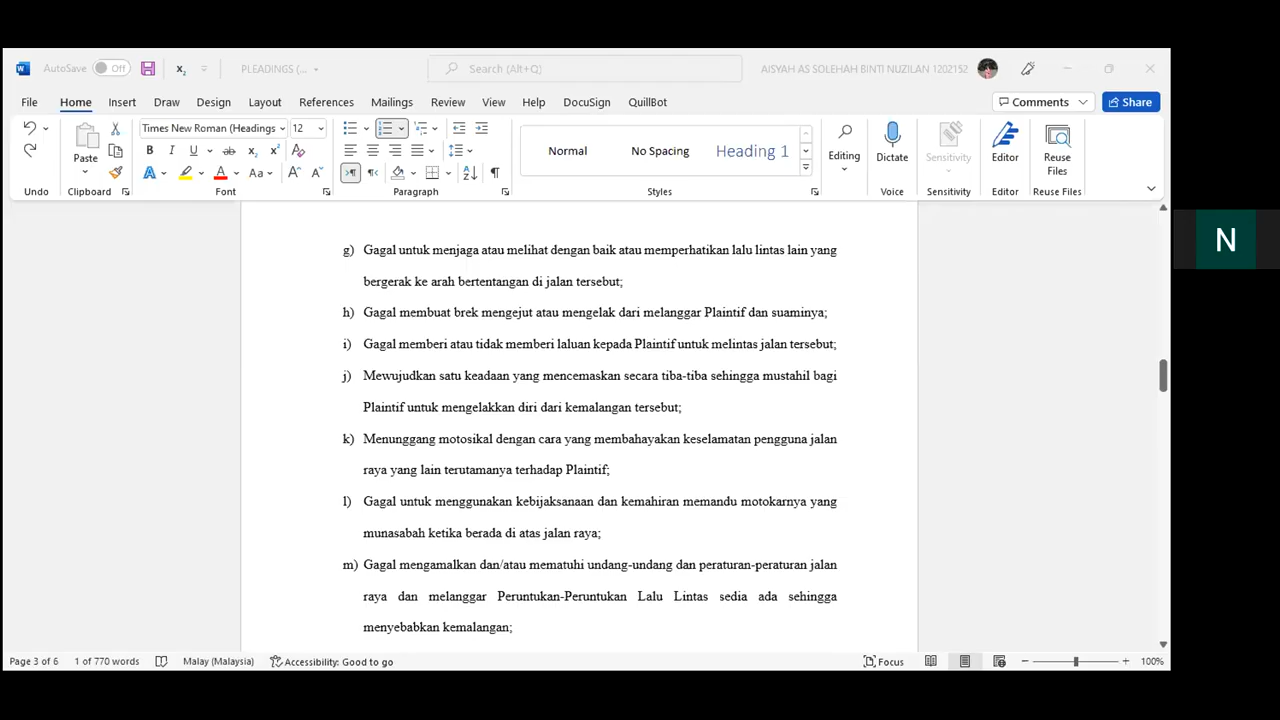 AutoSave Off PLEADINGS (... Search (Alt+Q) AISYAH AS SOLEHAH BINTI NUZILAN 1202152
File Home Insert Draw Design Layout References Mailings Review View Help DocuSign QuillBot Comments Share
Times New Roman (Headings 12
Paste
B I U ab x₂ x² A
A A Aa A A
Normal No Spacing Heading 1
Editing Dictate Sensitivity Editor Reuse Files
Undo Clipboard Font Paragraph Styles Voice Sensitivity Editor Reuse Files
N
g) Gagal untuk menjaga atau melihat dengan baik atau memperhatikan lalu lintas lain yang
bergerak ke arah bertentangan di jalan tersebut;
h) Gagal membuat brek mengejut atau mengelak dari melanggar Plaintif dan suaminya;
i) Gagal memberi atau tidak memberi laluan kepada Plaintif untuk melintas jalan tersebut;
j) Mewujudkan satu keadaan yang mencemaskan secara tiba-tiba sehingga mustahil bagi
Plaintif untuk mengelakkan diri dari kemalangan tersebut;
k) Menunggang motosikal dengan cara yang membahayakan keselamatan pengguna jalan
raya yang lain terutamanya terhadap Plaintif;
l) Gagal untuk menggunakan kebijaksanaan dan kemahiran memandu motokarnya yang
munasabah ketika berada di atas jalan raya;
m) Gagal mengamalkan dan/atau mematuhi undang-undang dan peraturan-peraturan jalan
raya dan melanggar Peruntukan-Peruntukan Lalu Lintas sedia ada sehingga
menyebabkan kemalangan;
Page 3 of 6 1 of 770 words Malay (Malaysia) Accessibility: Good to go Focus 100%